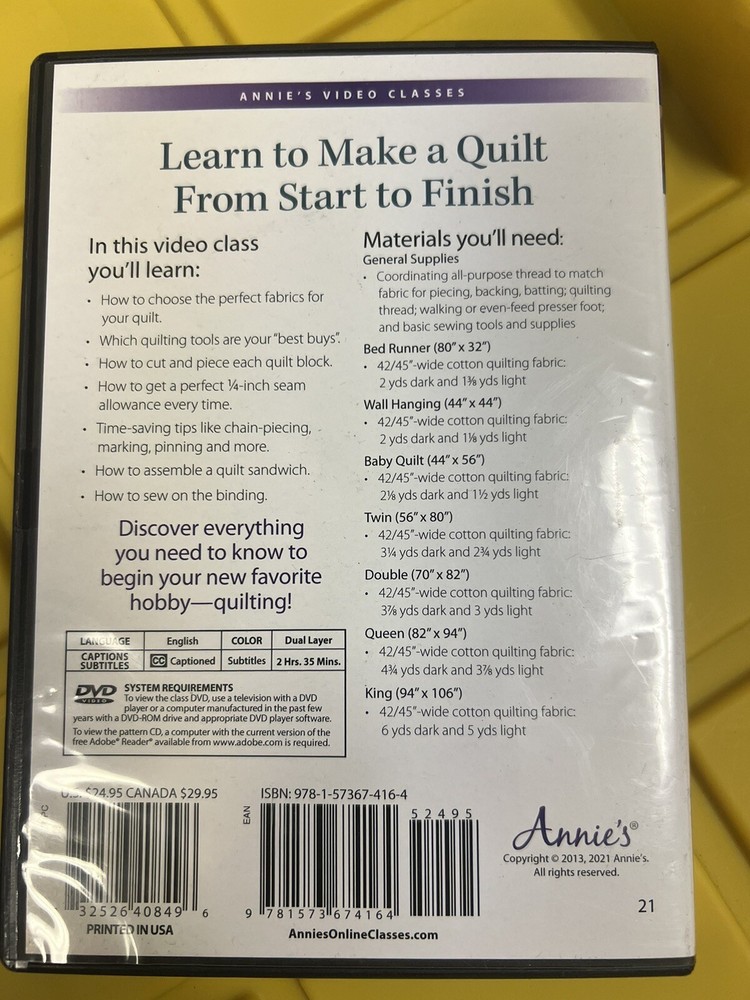 ANNIE'S VIDEO CLASSES
Learn to Make a Quilt
From Start to Finish
In this video class
you'll learn:
• How to choose the perfect fabrics for
your quilt.
• Which quilting tools are your "best buys".
• How to cut and piece each quilt block.
• How to get a perfect ¼-inch seam
allowance every time.
• Time-saving tips like chain-piecing,
marking, pinning and more.
• How to assemble a quilt sandwich.
• How to sew on the binding.
Discover everything
you need to know to
begin your new favorite
hobby—quilting!
LANGUAGE English COLOR Dual Layer
CAPTIONS
SUBTITLES CC Captioned Subtitles 2 Hrs. 35 Mins.
DVD VIDEO
SYSTEM REQUIREMENTS
To view the class DVD, use a television with a DVD
player or a computer manufactured in the past few
years with a DVD-ROM drive and appropriate DVD player software.
To view the pattern CD, a computer with the current version of the
free Adobe® Reader® available from www.adobe.com is required.
Materials you'll need:
General Supplies
• Coordinating all-purpose thread to match
fabric for piecing, backing, batting; quilting
thread; walking or even-feed presser foot;
and basic sewing tools and supplies
Bed Runner (80" x 32")
• 42/45"-wide cotton quilting fabric:
2 yds dark and 1⅜ yds light
Wall Hanging (44" x 44")
• 42/45"-wide cotton quilting fabric:
2 yds dark and 1⅛ yds light
Baby Quilt (44" x 56")
• 42/45"-wide cotton quilting fabric:
2⅛ yds dark and 1½ yds light
Twin (56" x 80")
• 42/45"-wide cotton quilting fabric:
3¼ yds dark and 2¾ yds light
Double (70" x 82")
• 42/45"-wide cotton quilting fabric:
3⅞ yds dark and 3 yds light
Queen (82" x 94")
• 42/45"-wide cotton quilting fabric:
4¾ yds dark and 3⅞ yds light
King (94" x 106")
• 42/45"-wide cotton quilting fabric:
6 yds dark and 5 yds light
U.S. $24.95 CANADA $29.95
32526 40849 6
PRINTED IN USA
ISBN: 978-1-57367-416-4
EAN
52495
9 781573 674164
AnniesOnlineClasses.com
Annie's®
Copyright © 2013, 2021 Annie's.
All rights reserved.
21